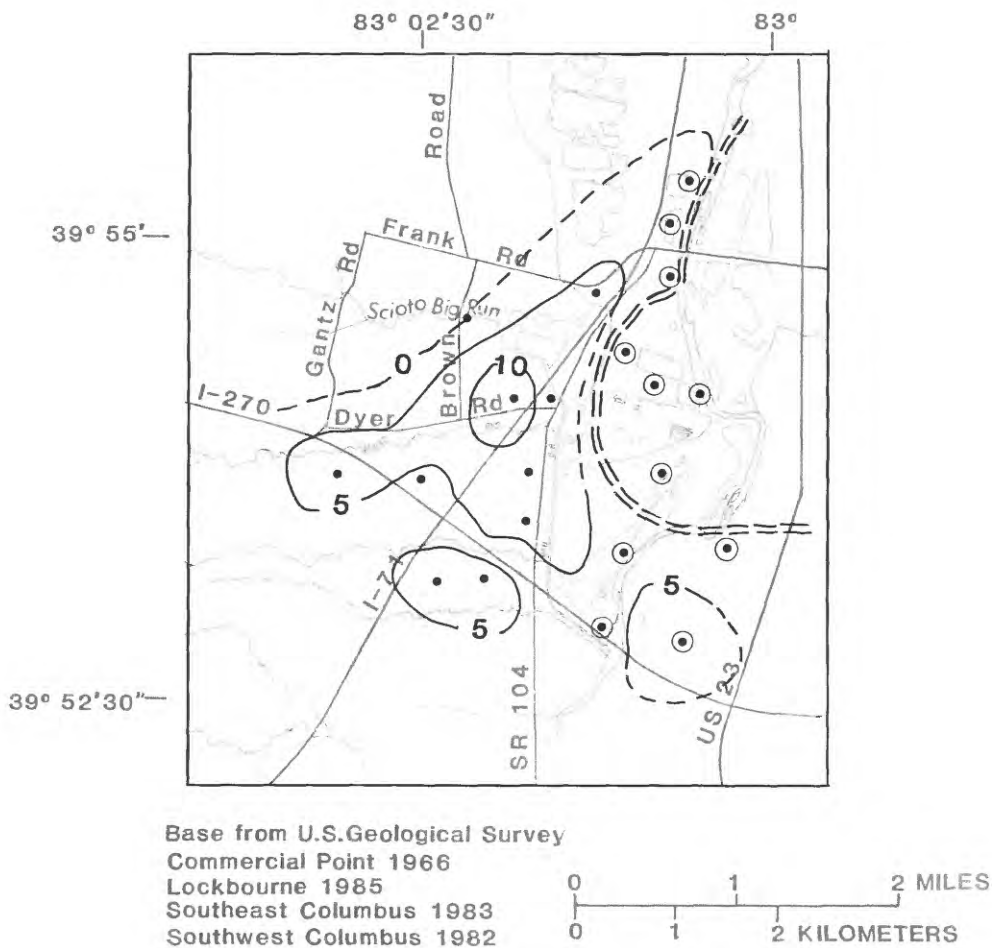 83° 02'30"
83°
39° 55'
39° 52'30"
Road
Frank Rd
Gantz Rd
Scioto Big Run
Brown
0
10
I-270
Dyer Rd
5
I-71
5
5
SR 104
US 23
Base from U.S.Geological Survey
Commercial Point 1966
Lockbourne 1985
Southeast Columbus 1983
Southwest Columbus 1982
0 1 2 MILES
0 1 2 KILOMETERS